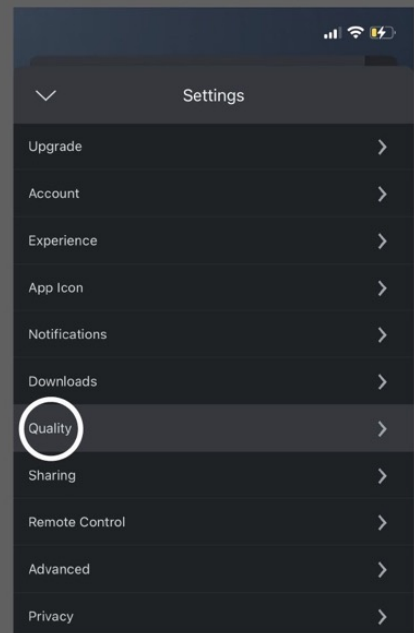 Settings
Upgrade
Account
Experience
App Icon
Notifications
Downloads
Quality
Sharing
Remote Control
Advanced
Privacy